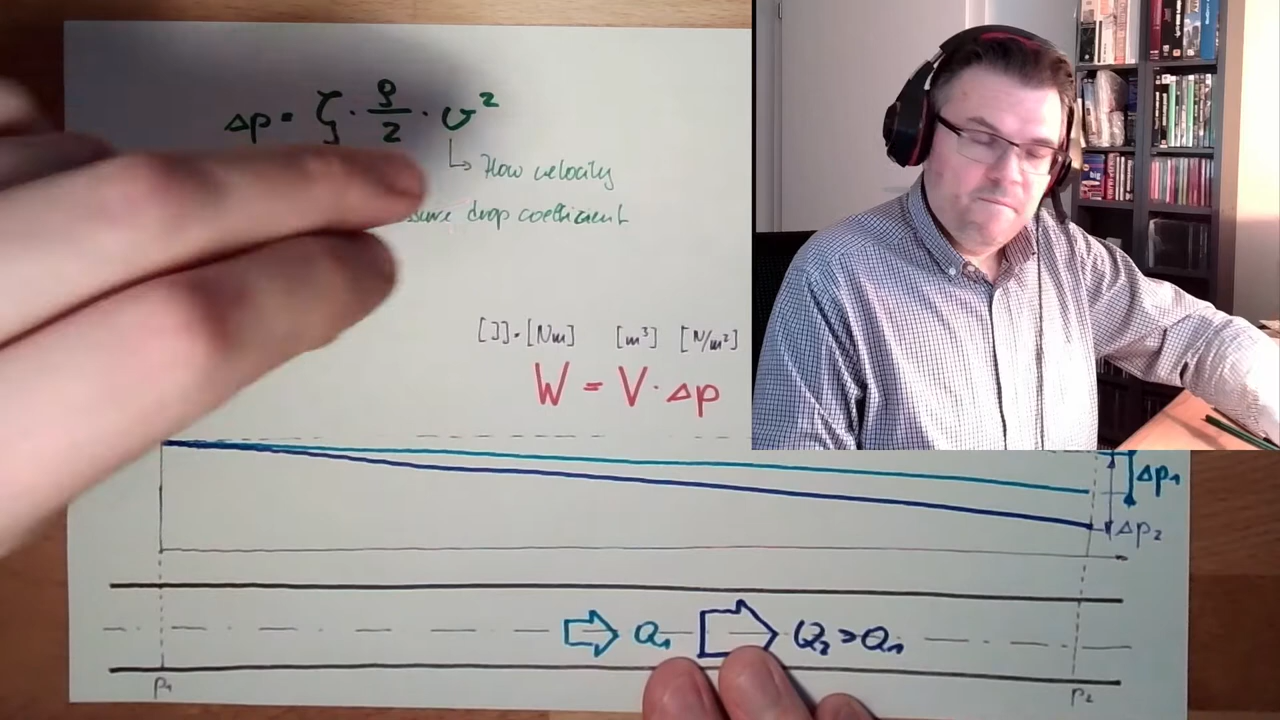 Δp = ζ · ρ/2 · v²
Flow velocity
drop coefficient
[J] = [Nm] [m³] [N/m²]
W = V · Δp
Δp₁
Δp₂
Q₁ Q₂>Q₁
p₁ p₂